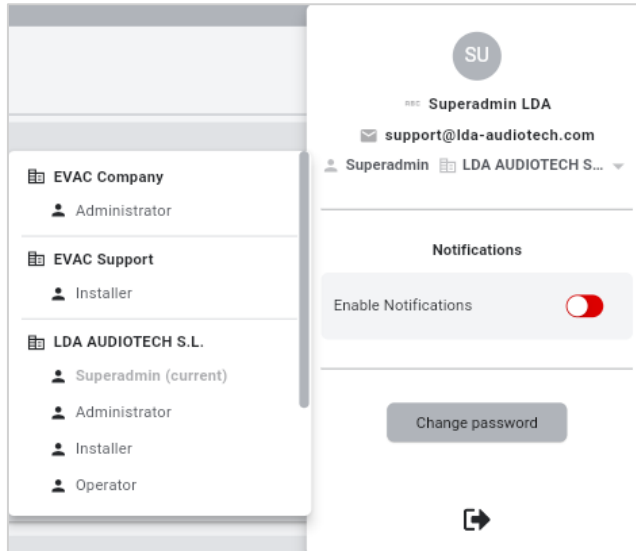 SU
ABC Superadmin LDA
support@lda-audiotech.com
Superadmin LDA AUDIOTECH S...
Notifications
Enable Notifications
Change password
EVAC Company
Administrator
EVAC Support
Installer
LDA AUDIOTECH S.L.
Superadmin (current)
Administrator
Installer
Operator